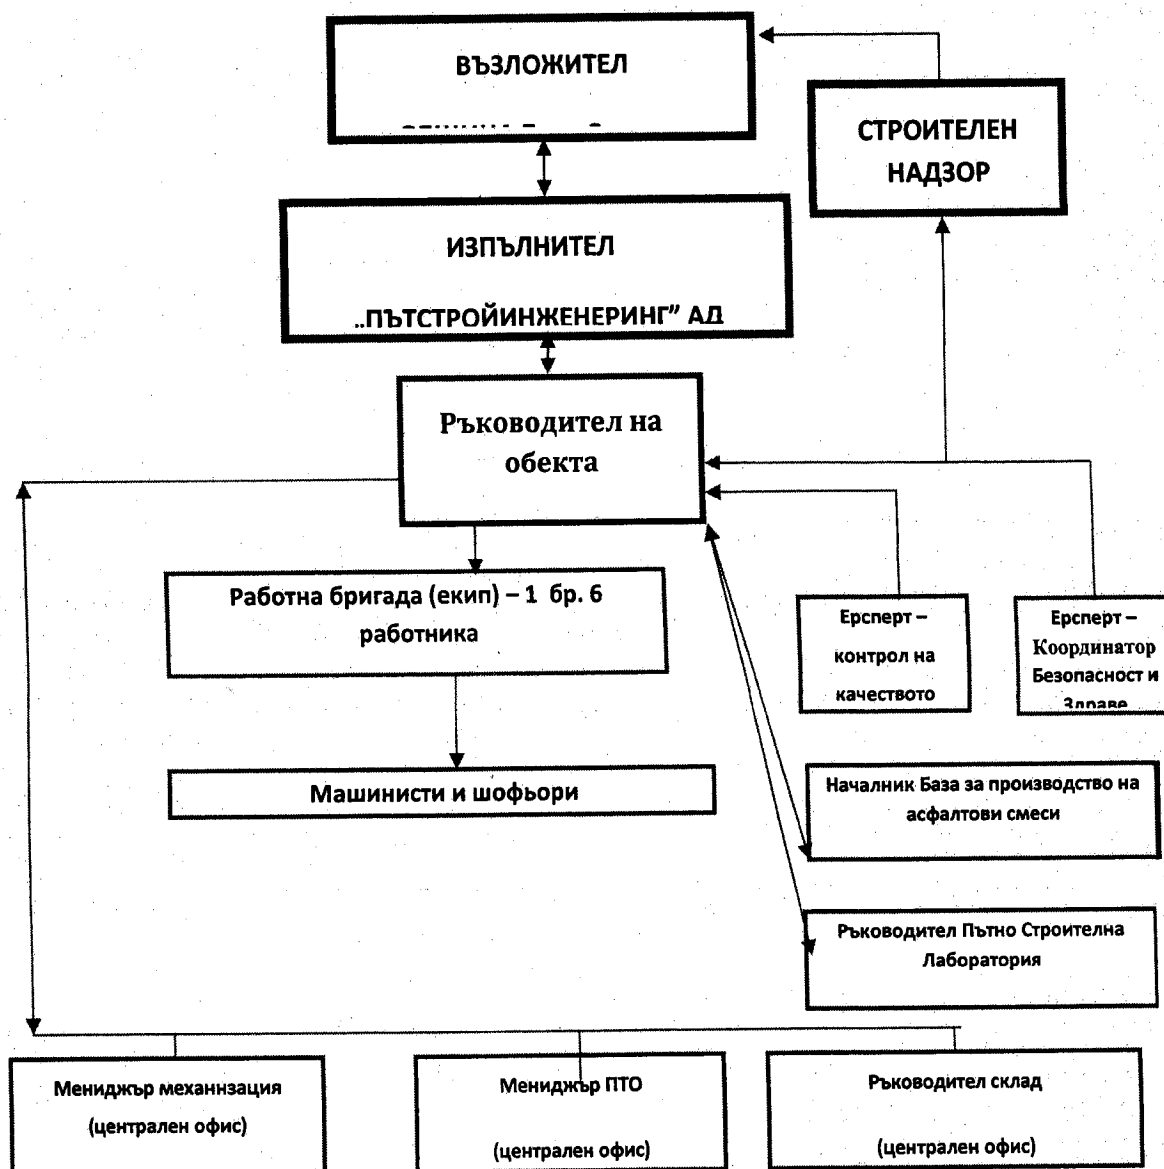 ВЪЗЛОЖИТЕЛ
СТРОИТЕЛЕН
НАДЗОР
ИЗПЪЛНИТЕЛ
„ПЪТСТРОЙИНЖЕНЕРИНГ” АД
Ръководител на
обекта
Работна бригада (екип) – 1 бр. 6
работника
Ерсперт –
контрол на
качеството
Ерсперт –
Координатор
Безопасност и
Здраве
Машинисти и шофьори
Началник База за производство на
асфалтови смеси
Ръководител Пътно Строителна
Лаборатория
Мениджър механнзация
(централен офис)
Мениджър ПТО
(централен офис)
Ръководител склад
(централен офис)